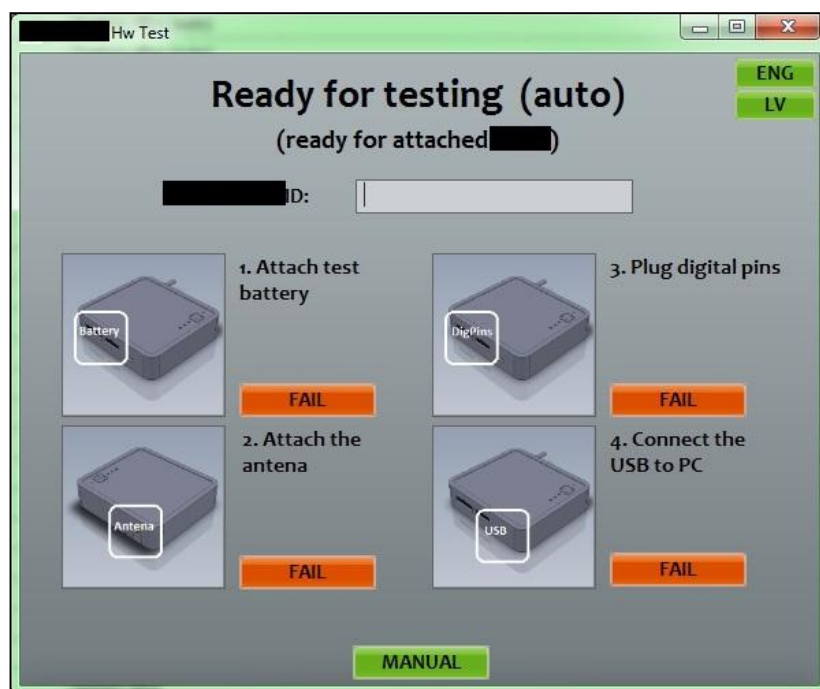 Hw Test
ENG
LV
Ready for testing (auto)
(ready for attached )
ID:
1. Attach test
battery
Battery
FAIL
2. Attach the
antena
Antena
FAIL
3. Plug digital pins
DigPins
FAIL
4. Connect the
USB to PC
USB
FAIL
MANUAL